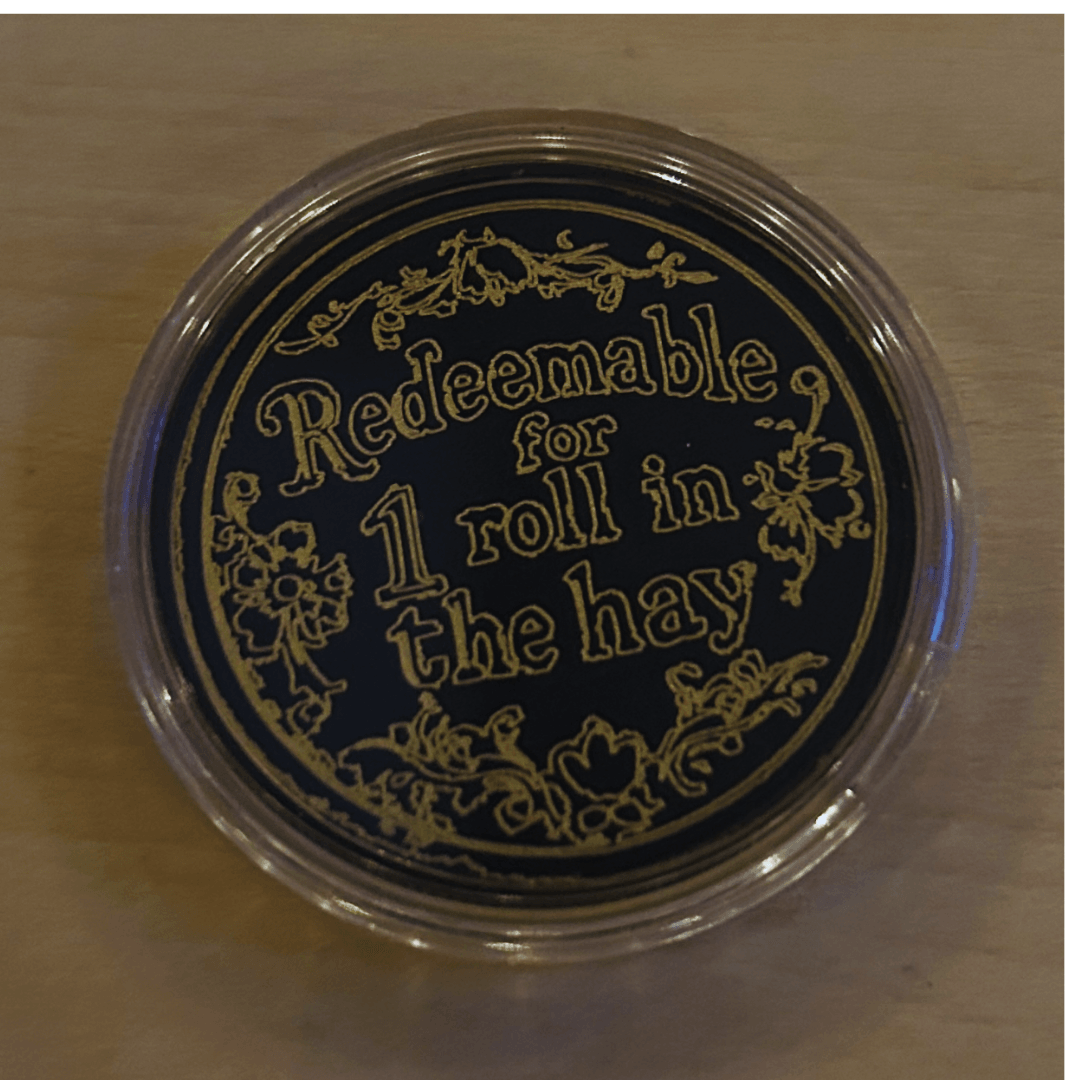 Redeemable
for
1 roll in
the hay